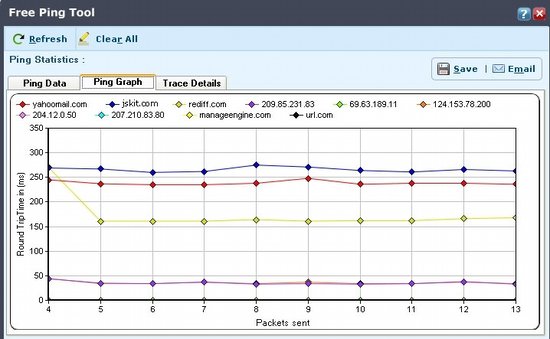 Free Ping Tool
Refresh Clear All
Ping Statistics :
Save | Email
Ping Data Ping Graph Trace Details
yahoomail.com jskit.com rediff.com 209.85.231.83 69.63.189.11 124.153.78.200
204.12.0.50 207.210.83.80 manageengine.com url.com
350
300
250
200
150
100
50
0
Round TripTime in (ms)
4 5 6 7 8 9 10 11 12 13
Packets sent